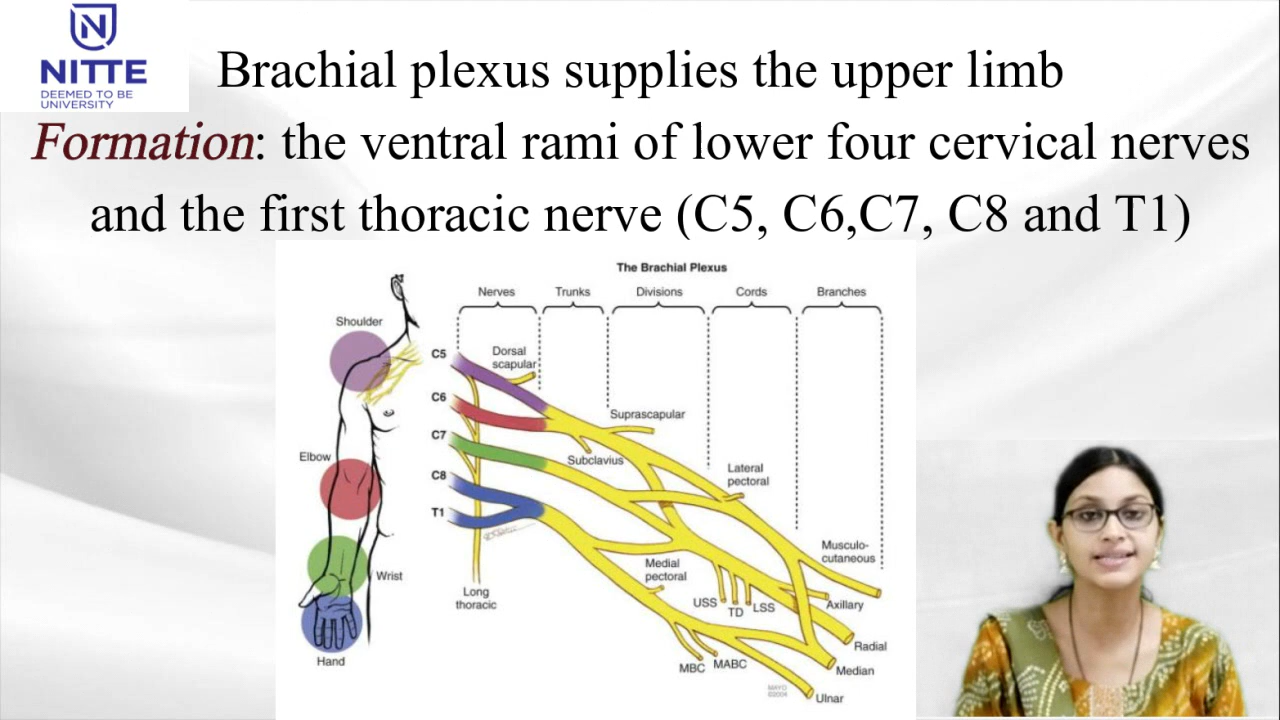 NITTE
DEEMED TO BE
UNIVERSITY
Brachial plexus supplies the upper limb
Formation: the ventral rami of lower four cervical nerves
and the first thoracic nerve (C5, C6,C7, C8 and T1)
The Brachial Plexus
Nerves Trunks Divisions Cords Branches
Shoulder
C5
Dorsal
scapular
C6
Suprascapular
C7
Subclavius
Elbow
Lateral
pectoral
C8
T1
Musculo-
cutaneous
Medial
pectoral
Wrist
Long
thoracic
USS TD LSS
Axillary
Radial
Hand
MBC MABC
Median
Ulnar
MAYO
©2004